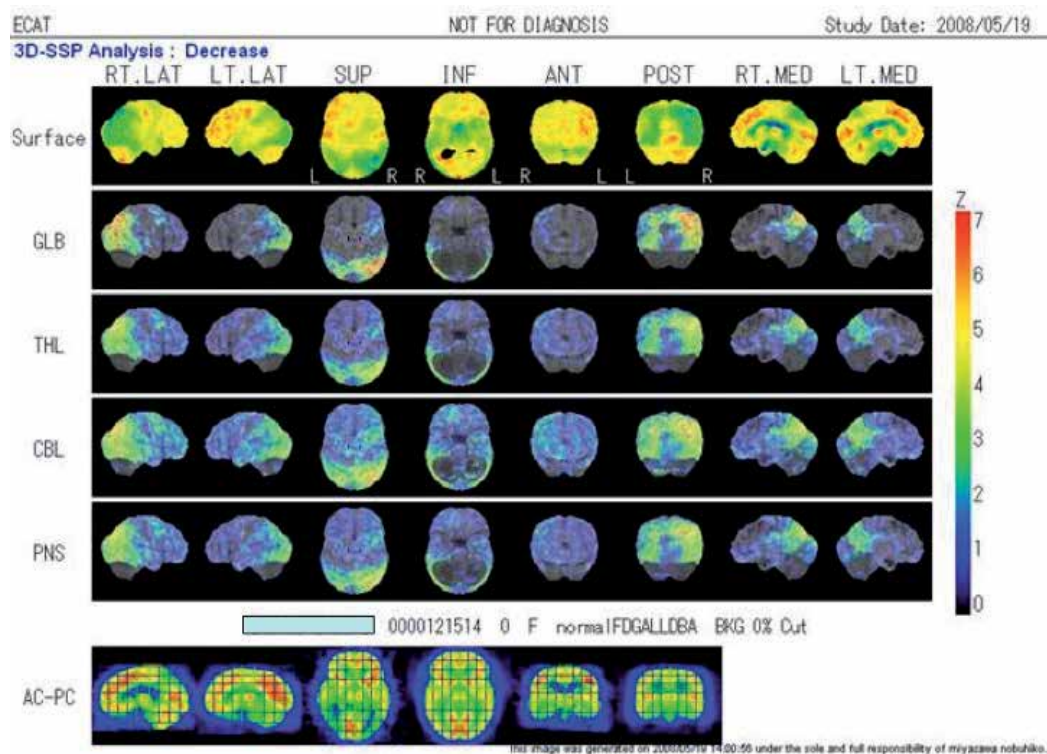 ECAT NOT FOR DIAGNOSIS Study Date: 2008/05/19
3D-SSP Analysis : Decrease
RT.LAT LT.LAT SUP INF ANT POST RT.MED LT.MED
Surface
L R R L R L L R
Z
GLB
7
6
THL
5
4
CBL
3
2
PNS
1
0
0000121514 0 F normalFDGALLDBA BKG 0% Cut
AC-PC
This image was generated on 2008/05/19 14:00:56 under the sole and full responsibility of miyazawa nobuhiko